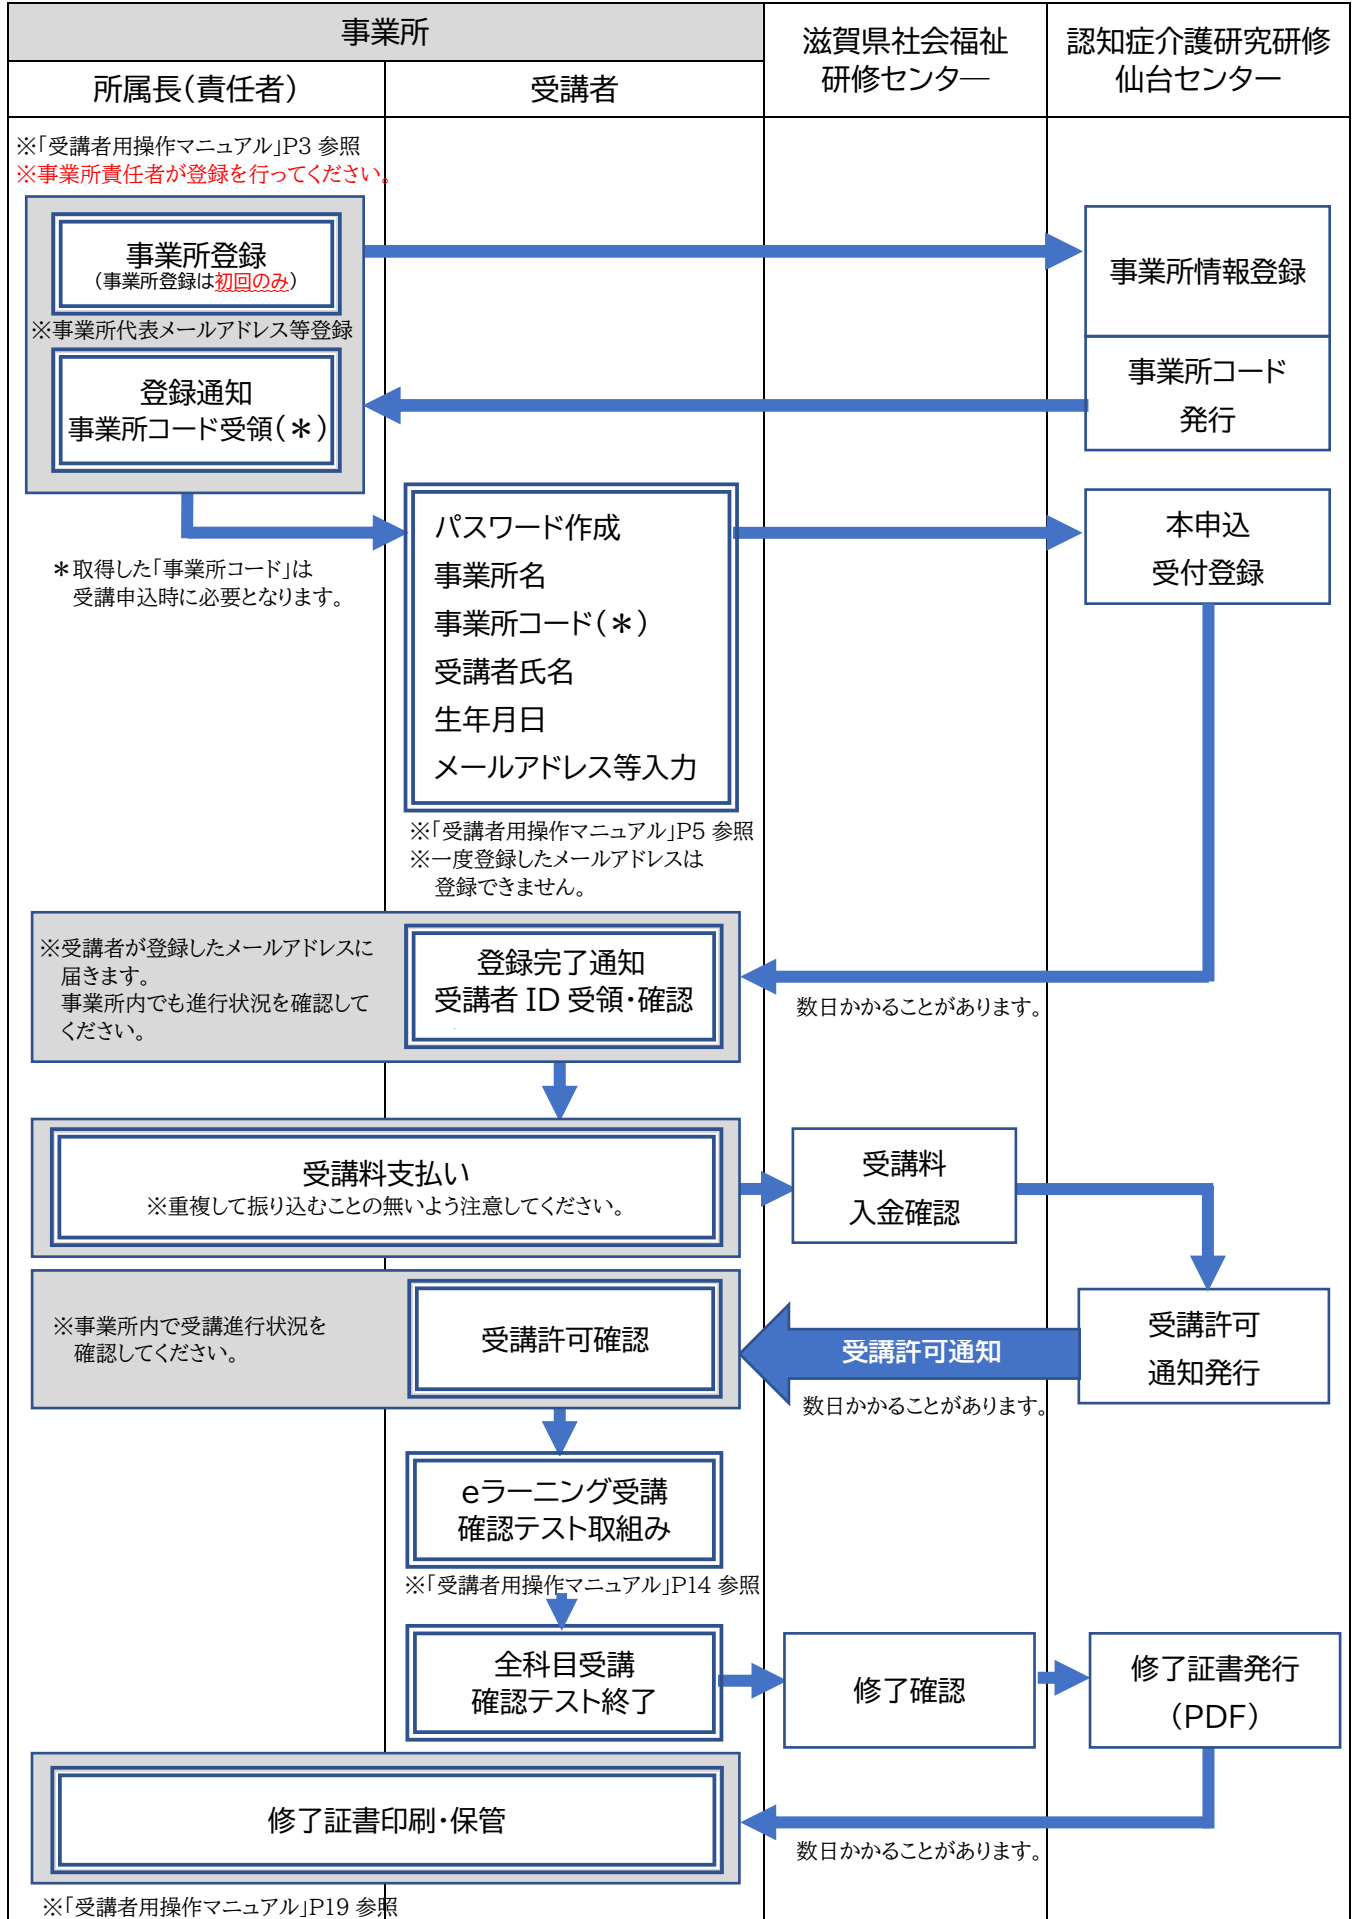 事業所
所属長(責任者)
受講者
滋賀県社会福祉
研修センター
認知症介護研究研修
仙台センター
※「受講者用操作マニュアル」P3 参照
※事業所責任者が登録を行ってください。
事業所登録
(事業所登録は初回のみ)
※事業所代表メールアドレス等登録
登録通知
事業所コード受領(＊)
事業所情報登録
事業所コード
発行
＊取得した「事業所コード」は
受講申込時に必要となります。
パスワード作成
事業所名
事業所コード(＊)
受講者氏名
生年月日
メールアドレス等入力
本申込
受付登録
※「受講者用操作マニュアル」P5 参照
※一度登録したメールアドレスは
登録できません。
※受講者が登録したメールアドレスに
届きます。
事業所内でも進行状況を確認して
ください。
登録完了通知
受講者 ID 受領・確認
数日かかることがあります。
受講料支払い
※重複して振り込むことの無いよう注意してください。
受講料
入金確認
※事業所内で受講進行状況を
確認してください。
受講許可確認
受講許可通知
受講許可
通知発行
数日かかることがあります。
eラーニング受講
確認テスト取組み
※「受講者用操作マニュアル」P14 参照
全科目受講
確認テスト終了
修了確認
修了証書発行
(PDF)
修了証書印刷・保管
数日かかることがあります。
※「受講者用操作マニュアル」P19 参照